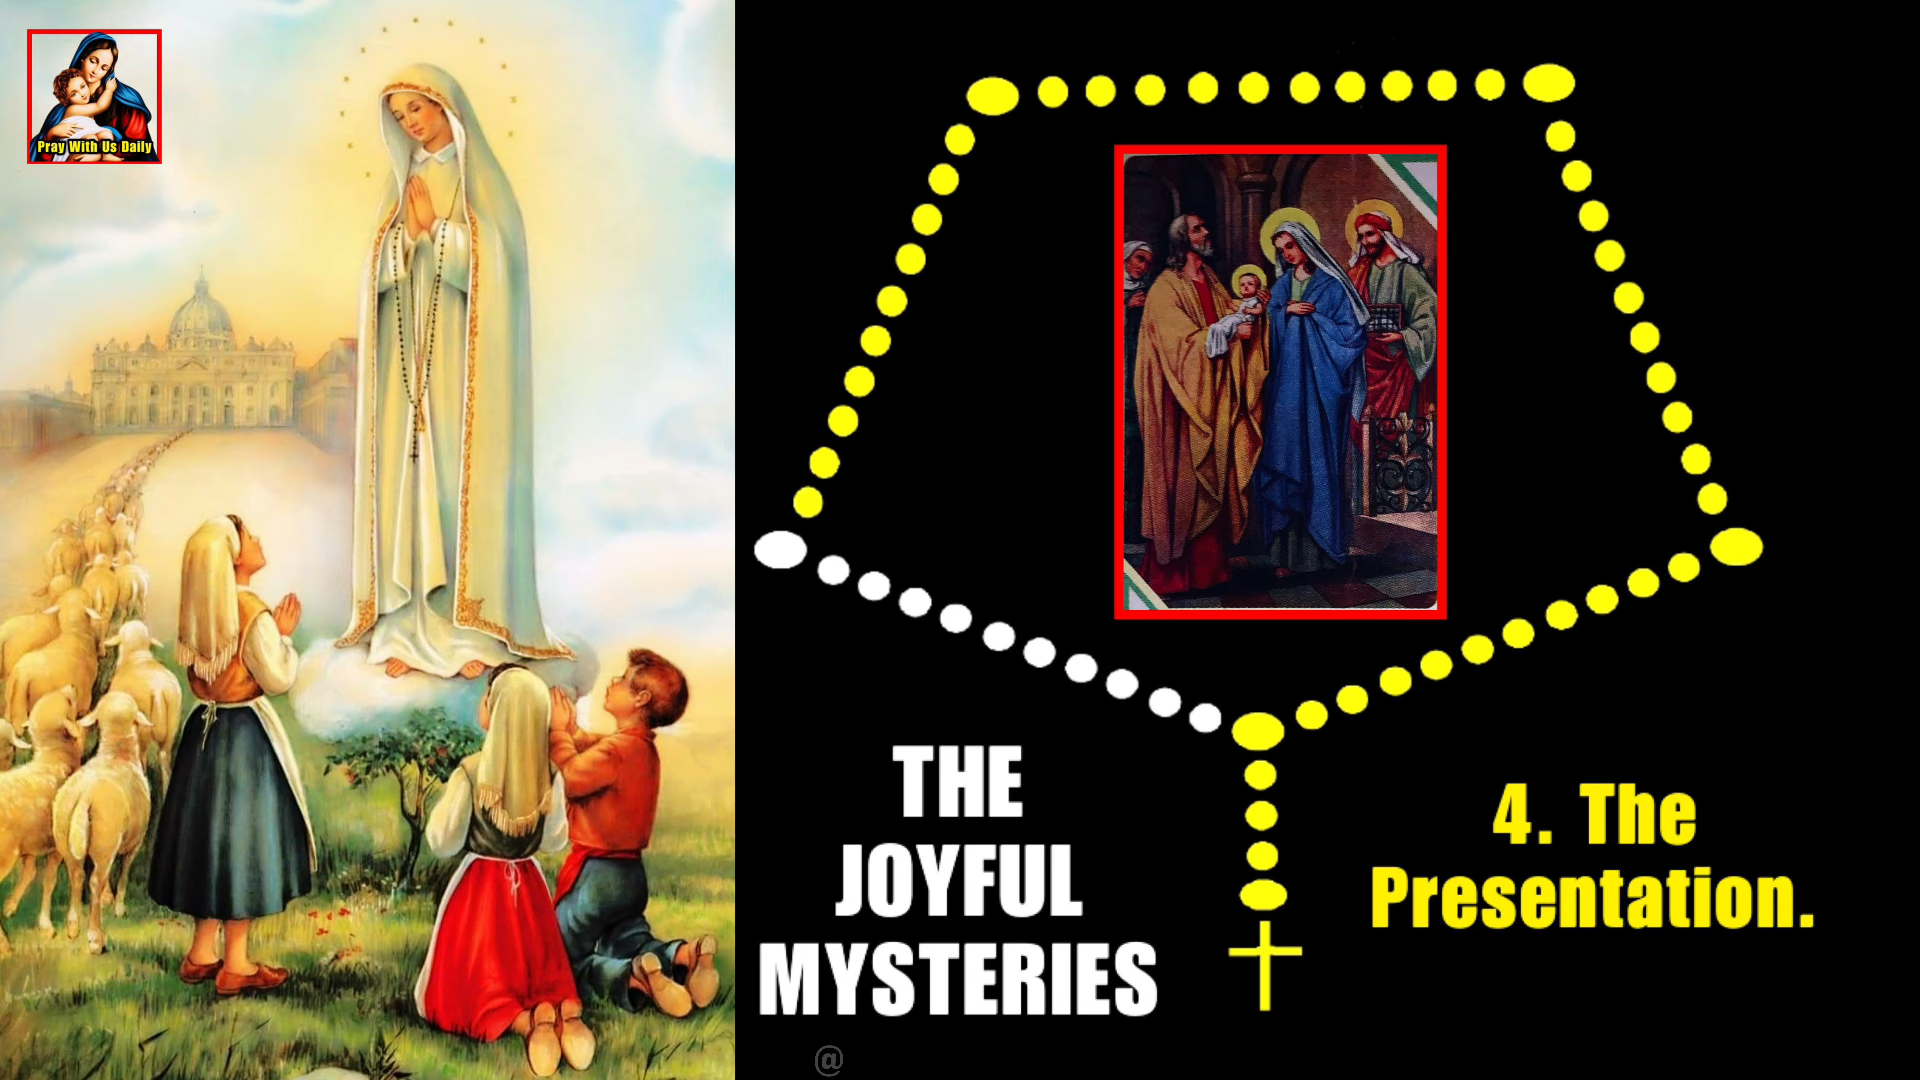 Pray With Us Daily
THE
JOYFUL
MYSTERIES
4. The
Presentation.
@